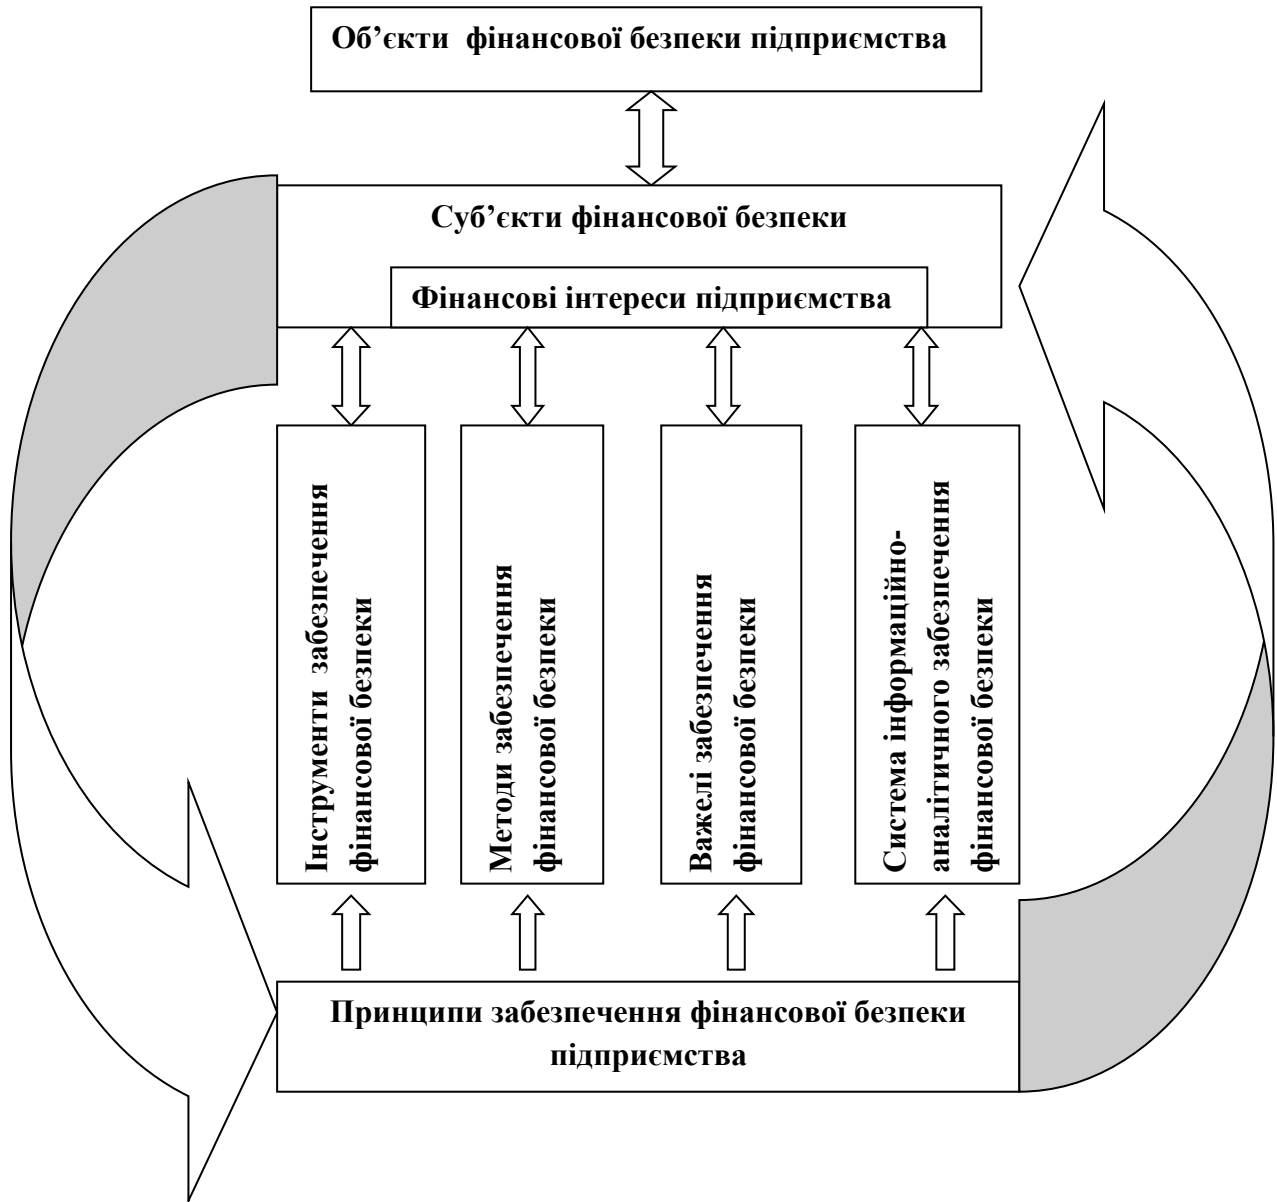 Об’єкти  фінансової безпеки підприємства
Суб’єкти фінансової безпеки
Фінансові інтереси підприємства
Інструменти  забезпечення
фінансової безпеки
Методи забезпечення
фінансової безпеки
Важелі забезпечення
фінансової безпеки
Система інформаційно-
аналітичного забезпечення
фінансової безпеки
Принципи забезпечення фінансової безпеки
підприємства